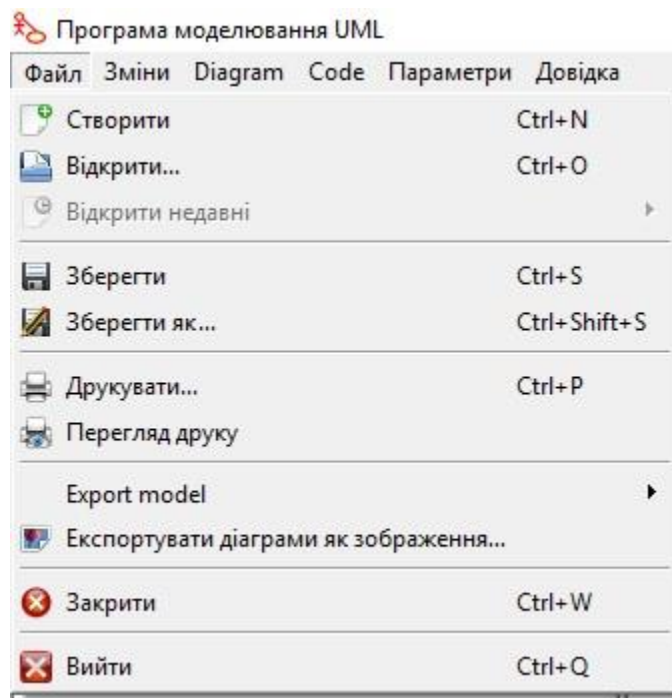 Програма моделювання UML
Файл Зміни Diagram Code Параметри Довідка
Створити Ctrl+N
Відкрити... Ctrl+O
Відкрити недавні
Зберегти Ctrl+S
Зберегти як... Ctrl+Shift+S
Друкувати... Ctrl+P
Перегляд друку
Export model
Експортувати діаграми як зображення...
Закрити Ctrl+W
Вийти Ctrl+Q